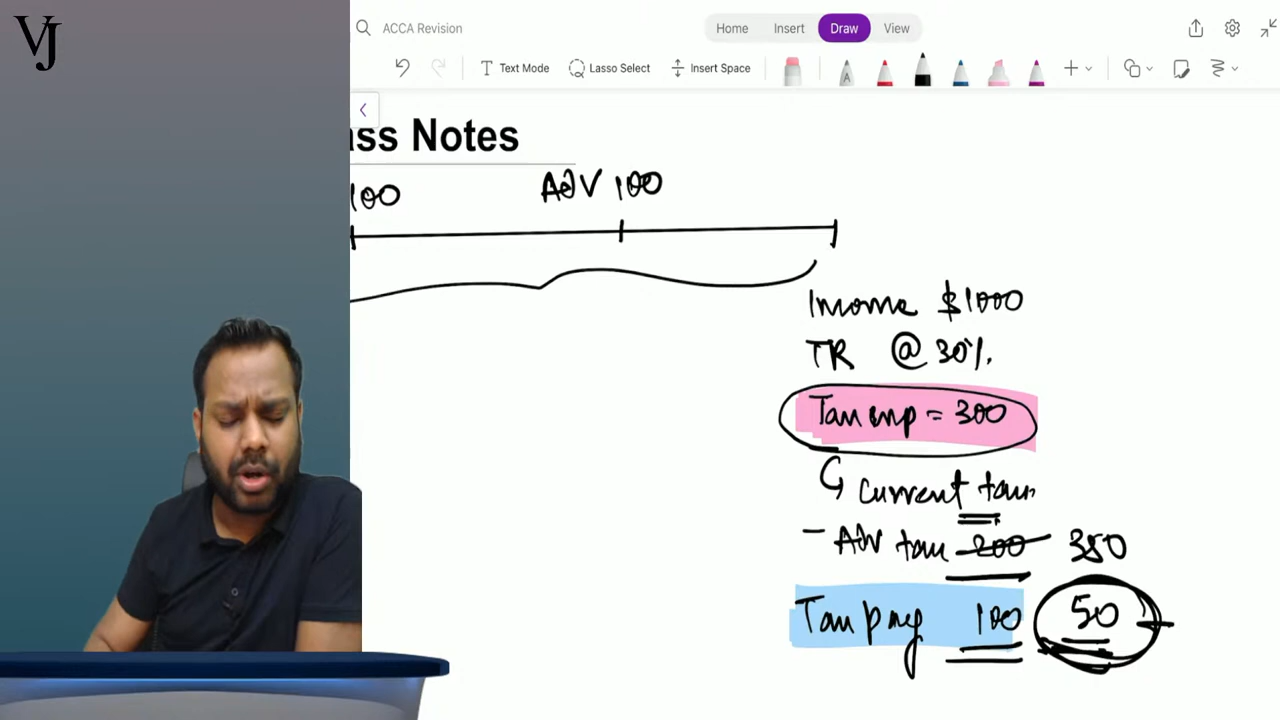 VJ
ACCA Revision
Home Insert Draw View
Text Mode Lasso Select Insert Space
A
ass Notes
100 Adv 100
Income $1000
TR @ 30%
Tax exp = 300
Current tax
- Adv tax 200 350
Tax pay 100 50